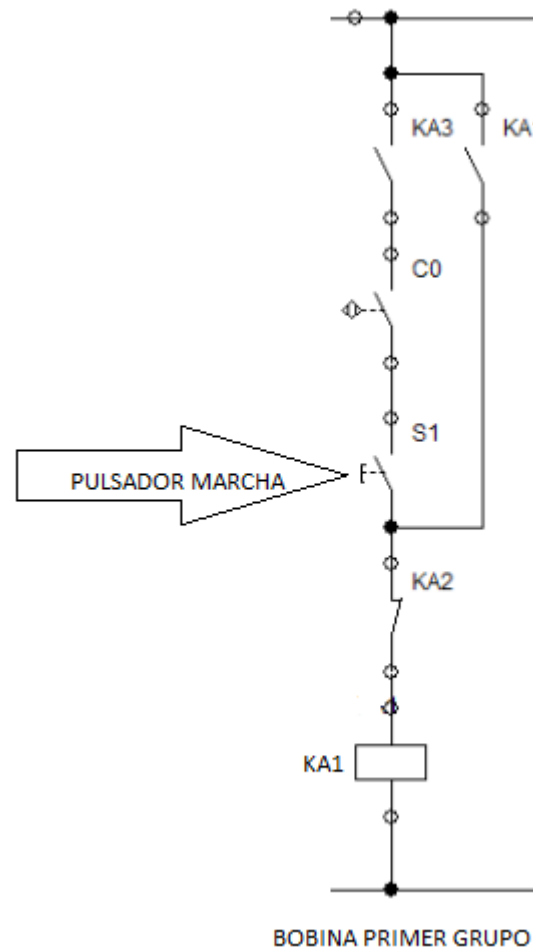 KA3
KA
C0
S1
PULSADOR MARCHA
KA2
KA1
BOBINA PRIMER GRUPO